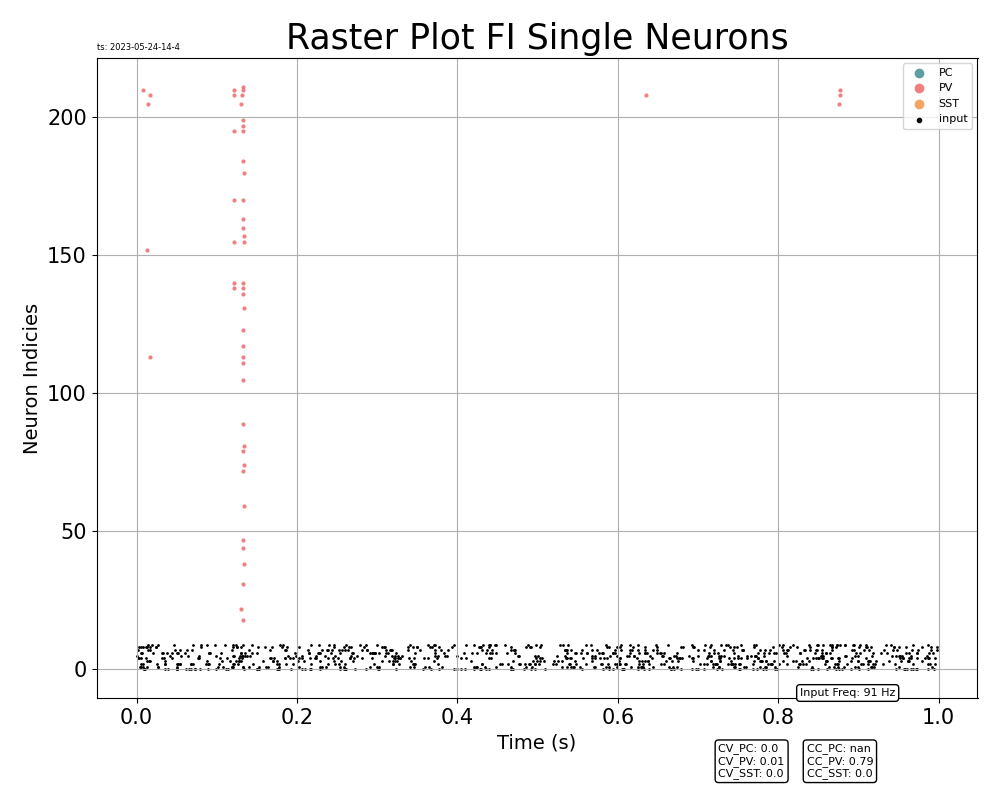 Raster Plot FI Single Neurons
ts: 2023-05-24-14-4
PC
PV
SST
input
Neuron Indicies
200
150
100
50
0
0.0 0.2 0.4 0.6 0.8 1.0
Time (s)
Input Freq: 91 Hz
CV_PC: 0.0
CV_PV: 0.01
CV_SST: 0.0
CC_PC: nan
CC_PV: 0.79
CC_SST: 0.0